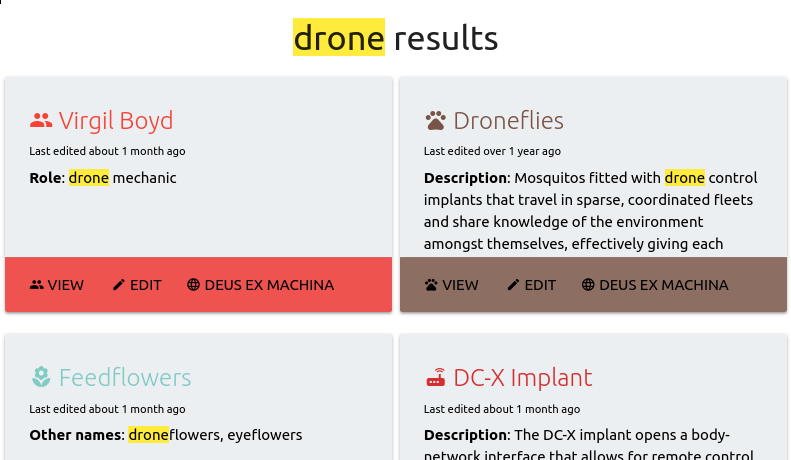 drone results
Virgil Boyd
Last edited about 1 month ago
Role: drone mechanic
VIEW EDIT DEUS EX MACHINA
Droneflies
Last edited over 1 year ago
Description: Mosquitos fitted with drone control
implants that travel in sparse, coordinated fleets
and share knowledge of the environment
amongst themselves, effectively giving each
VIEW EDIT DEUS EX MACHINA
Feedflowers
Last edited about 1 month ago
Other names: droneflowers, eyeflowers
DC-X Implant
Last edited about 1 month ago
Description: The DC-X implant opens a body-
network interface that allows for remote control